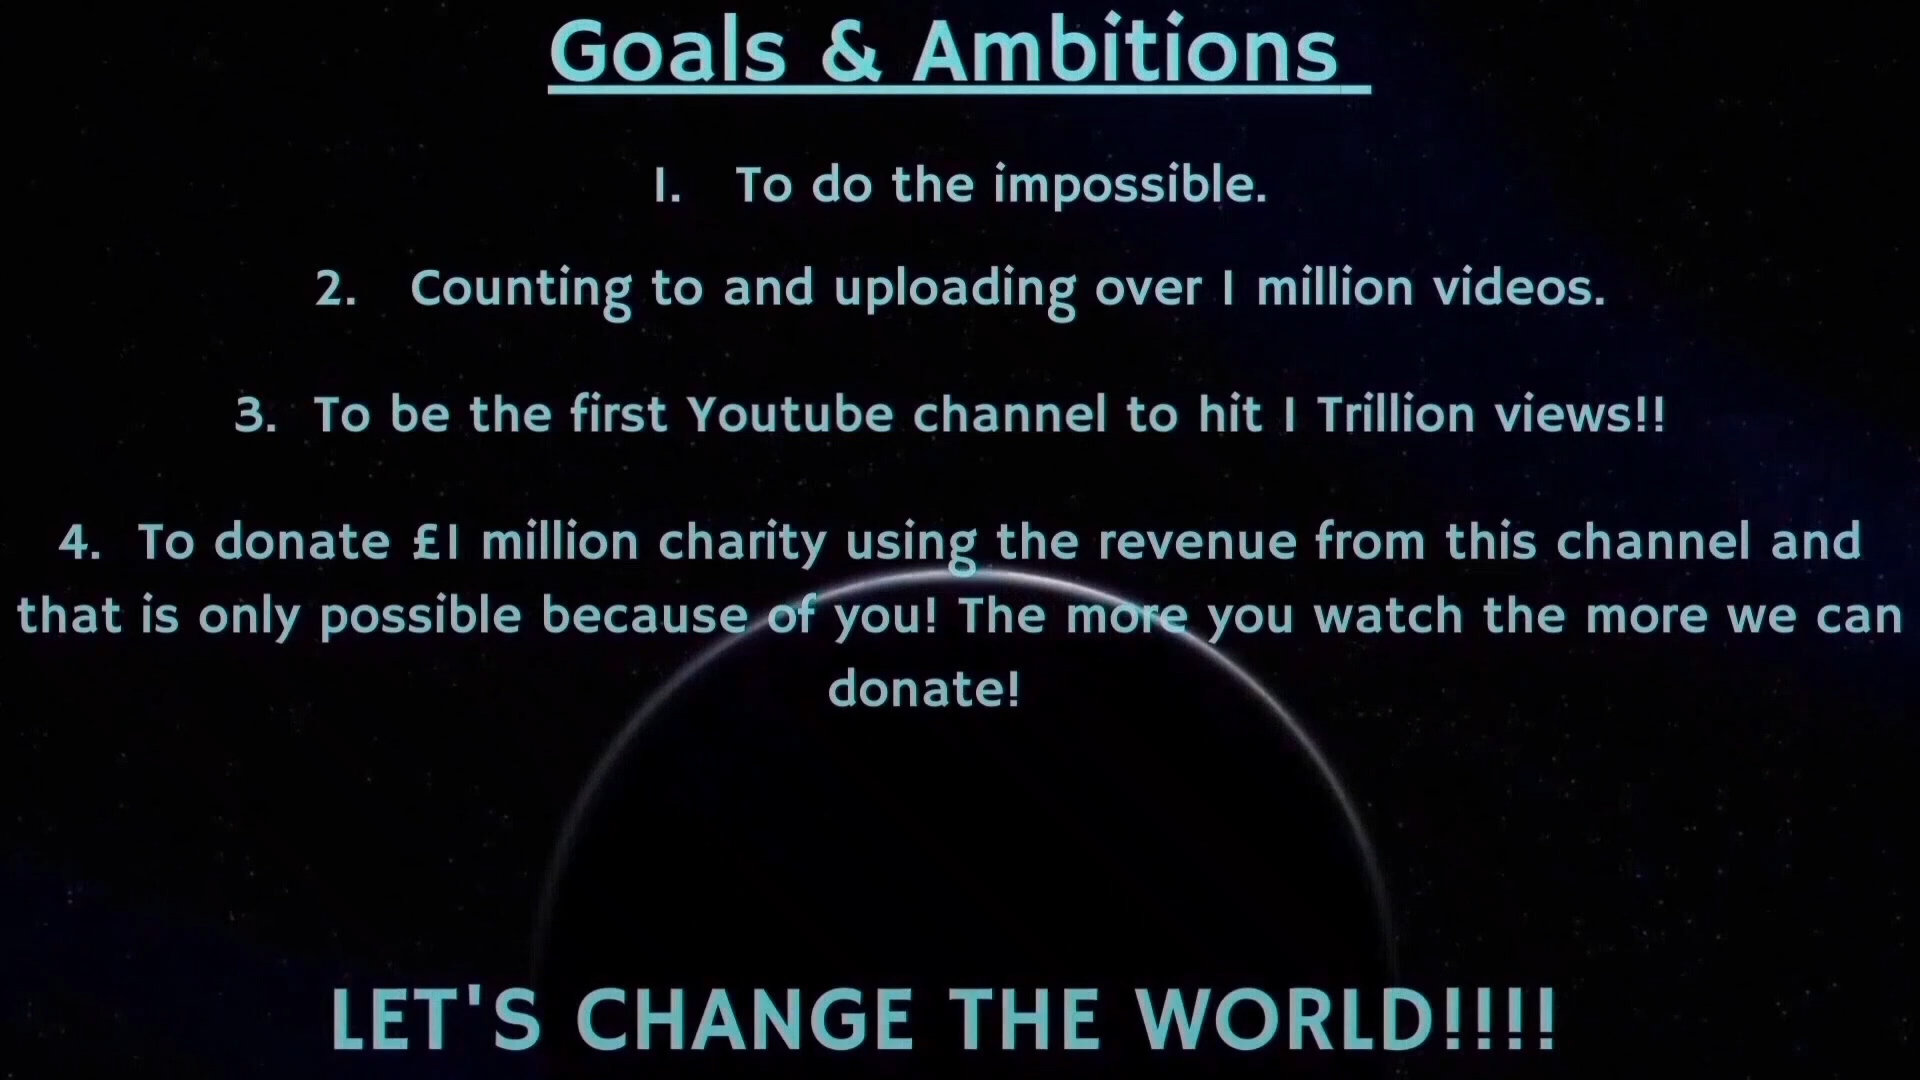 Goals & Ambitions
1. To do the impossible.
2. Counting to and uploading over 1 million videos.
3. To be the first Youtube channel to hit 1 Trillion views!!
4. To donate £1 million charity using the revenue from this channel and
that is only possible because of you! The more you watch the more we can
donate!
LET'S CHANGE THE WORLD!!!!